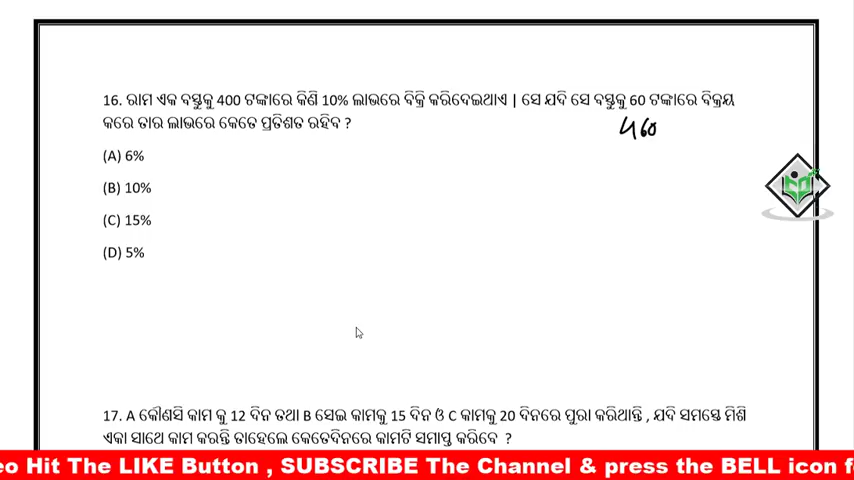 16. ରାମ ଏକ ବସ୍ତୁକୁ 400 ଟଙ୍କାରେ କିଣି 10% ଲାଭରେ ବିକ୍ରି କରିଦେଇଥାଏ | ସେ ଯଦି ସେ ବସ୍ତୁକୁ 60 ଟଙ୍କାରେ ବିକ୍ରୟ
କରେ ତାର ଲାଭରେ କେତେ ପ୍ରତିଶତ ରହିବ ?
460
(A) 6%
(B) 10%
(C) 15%
(D) 5%
17. A କୌଣସି କାମ କୁ 12 ଦିନ ତଥା B ସେଇ କାମକୁ 15 ଦିନ ଓ C କାମକୁ 20 ଦିନରେ ପୁରା କରିଥାନ୍ତି , ଯଦି ସମସ୍ତେ ମିଶି
ଏକା ସାଥେ କାମ କରନ୍ତି ତାହେଲେ କେତେଦିନରେ କାମଟି ସମାପ୍ତ କରିବେ ?
eo Hit The LIKE Button , SUBSCRIBE The Channel & press the BELL icon f